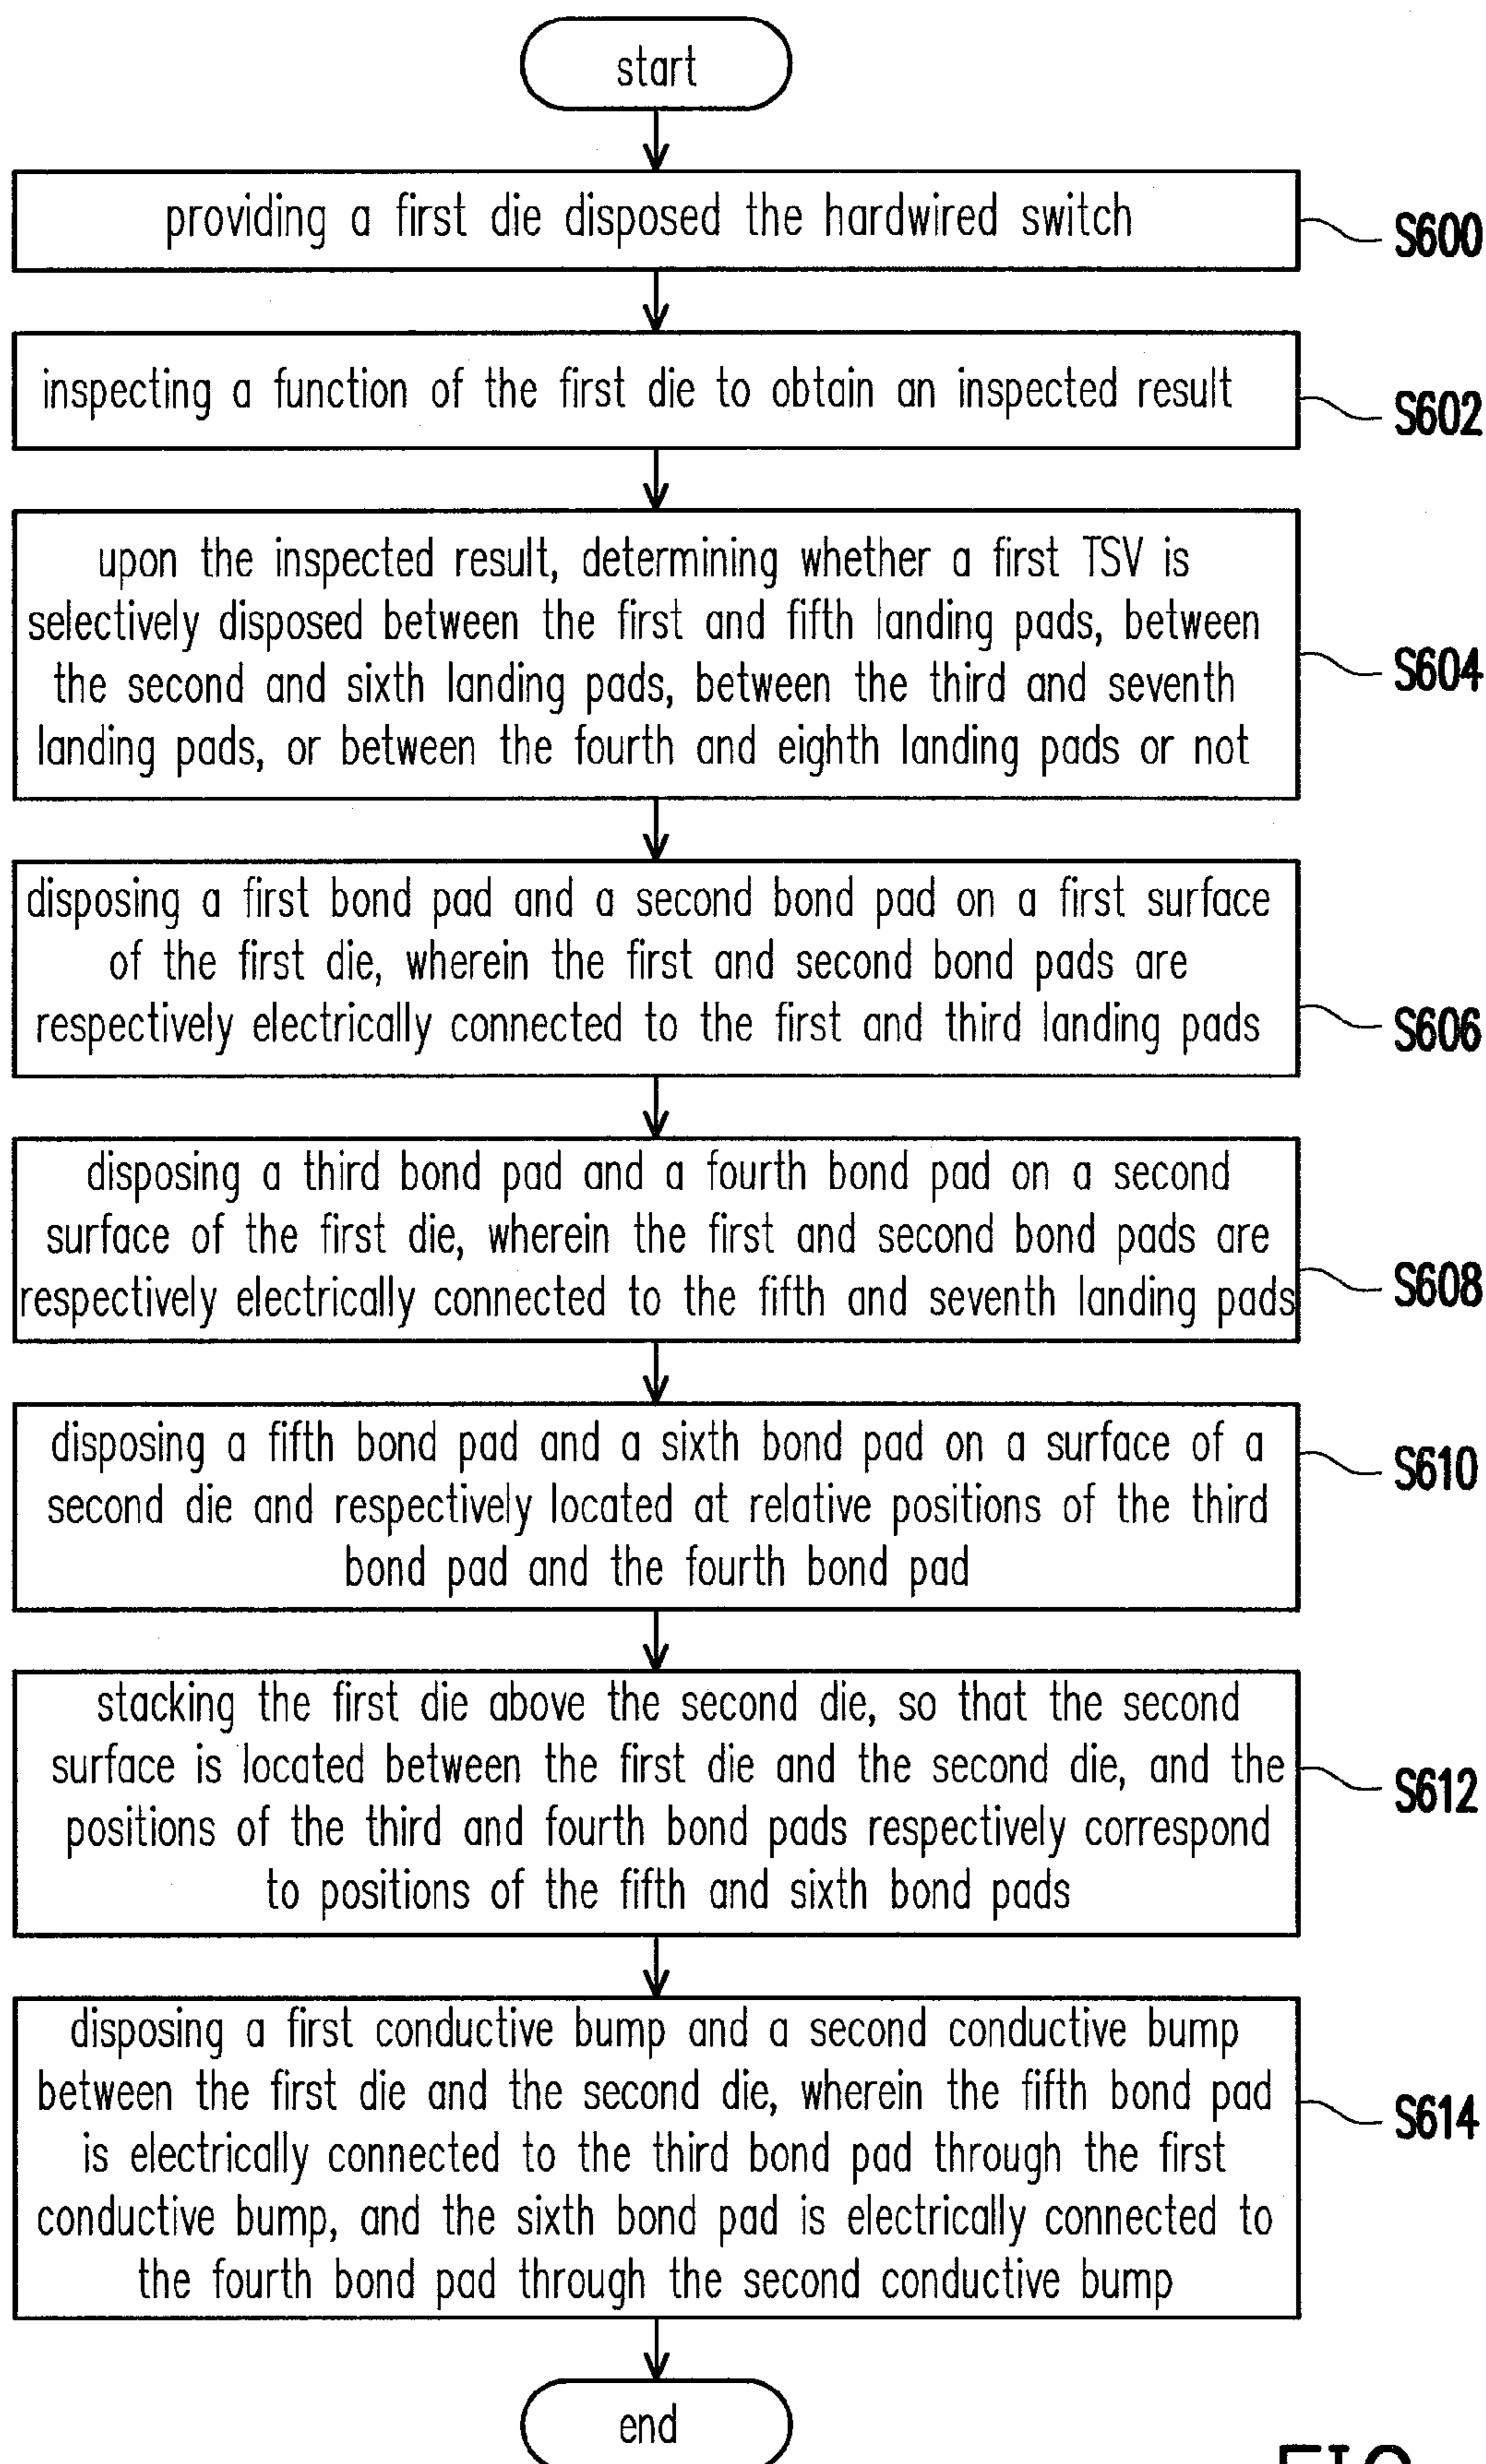 start
providing a first die disposed the hardwired switch
S600
inspecting a function of the first die to obtain an inspected result
S602
upon the inspected result, determining whether a first TSV is
selectively disposed between the first and fifth landing pads, between
the second and sixth landing pads, between the third and seventh
landing pads, or between the fourth and eighth landing pads or not
S604
disposing a first bond pad and a second bond pad on a first surface
of the first die, wherein the first and second bond pads are
respectively electrically connected to the first and third landing pads
S606
disposing a third bond pad and a fourth bond pad on a second
surface of the first die, wherein the first and second bond pads are
respectively electrically connected to the fifth and seventh landing pads
S608
disposing a fifth bond pad and a sixth bond pad on a surface of a
second die and respectively located at relative positions of the third
bond pad and the fourth bond pad
S610
stacking the first die above the second die, so that the second
surface is located between the first die and the second die, and the
positions of the third and fourth bond pads respectively correspond
to positions of the fifth and sixth bond pads
S612
disposing a first conductive bump and a second conductive bump
between the first die and the second die, wherein the fifth bond pad
is electrically connected to the third bond pad through the first
conductive bump, and the sixth bond pad is electrically connected to
the fourth bond pad through the second conductive bump
S614
end